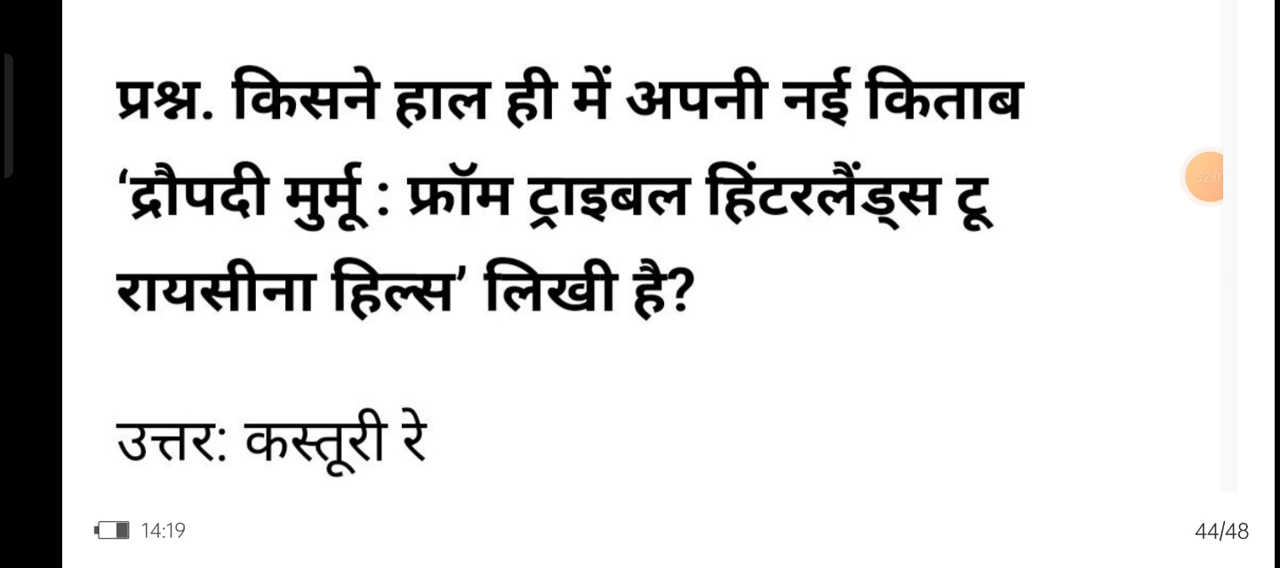 प्रश्न. किसने हाल ही में अपनी नई किताब
‘द्रौपदी मुर्मू : फ्रॉम ट्राइबल हिंटरलैंड्स टू
रायसीना हिल्स’ लिखी है?
उत्तर: कस्तूरी रे
14:19
44/48